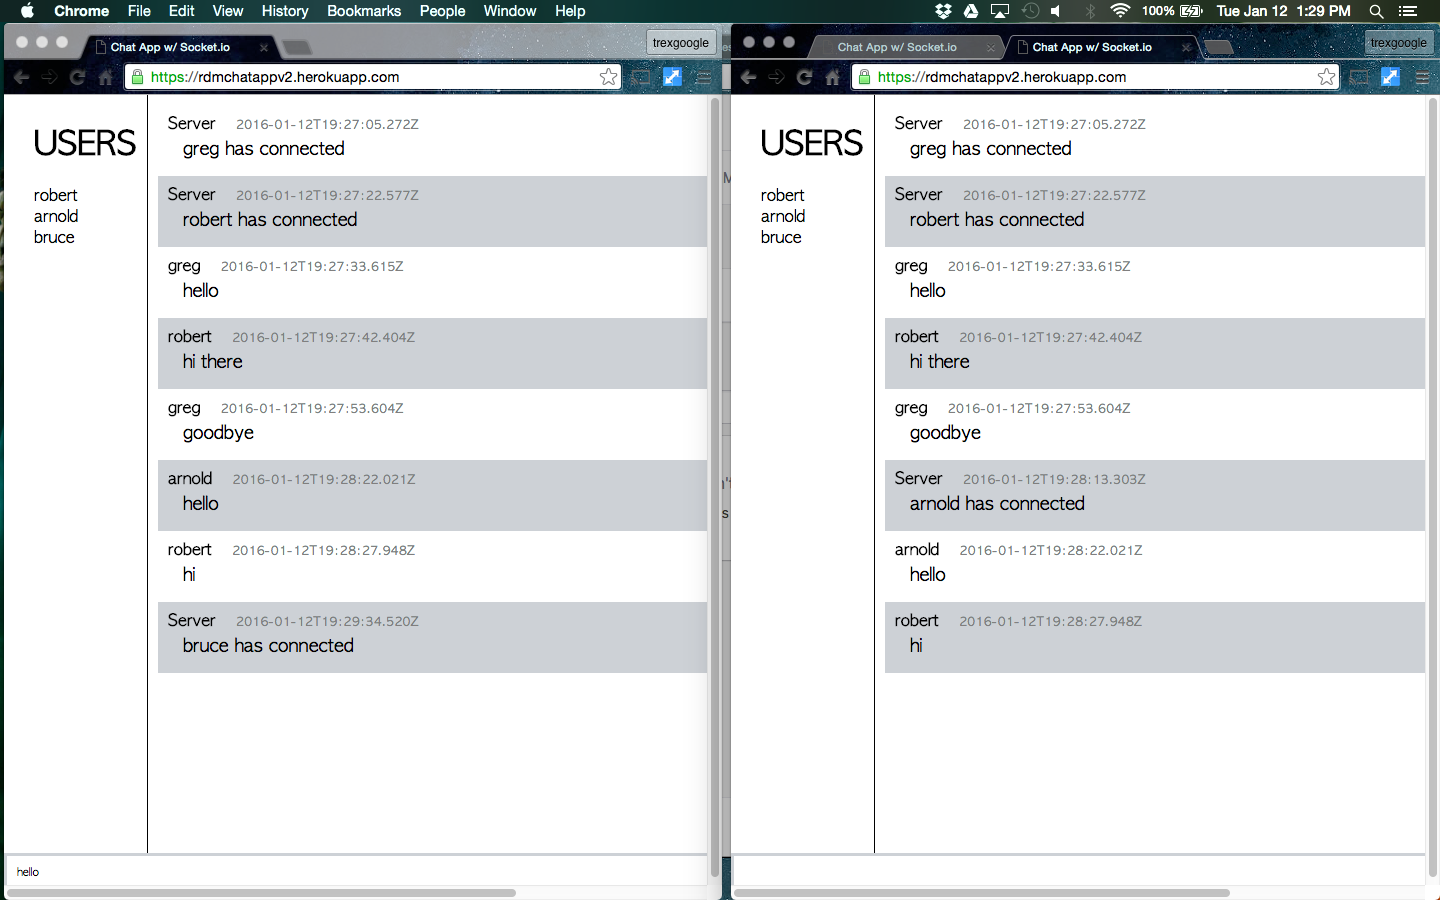 Chrome File Edit View History Bookmarks People Window Help 100% Tue Jan 12 1:29 PM
Chat App w/ Socket.io
trexgoogle
https://rdmchatappv2.herokuapp.com
USERS
robert
arnold
bruce
Server 2016-01-12T19:27:05.272Z
greg has connected
Server 2016-01-12T19:27:22.577Z
robert has connected
greg 2016-01-12T19:27:33.615Z
hello
robert 2016-01-12T19:27:42.404Z
hi there
greg 2016-01-12T19:27:53.604Z
goodbye
arnold 2016-01-12T19:28:22.021Z
hello
robert 2016-01-12T19:28:27.948Z
hi
Server 2016-01-12T19:29:34.520Z
bruce has connected
hello
Chat App w/ Socket.io Chat App w/ Socket.io
trexgoogle
https://rdmchatappv2.herokuapp.com
USERS
robert
arnold
bruce
Server 2016-01-12T19:27:05.272Z
greg has connected
Server 2016-01-12T19:27:22.577Z
robert has connected
greg 2016-01-12T19:27:33.615Z
hello
robert 2016-01-12T19:27:42.404Z
hi there
greg 2016-01-12T19:27:53.604Z
goodbye
Server 2016-01-12T19:28:13.303Z
arnold has connected
arnold 2016-01-12T19:28:22.021Z
hello
robert 2016-01-12T19:28:27.948Z
hi